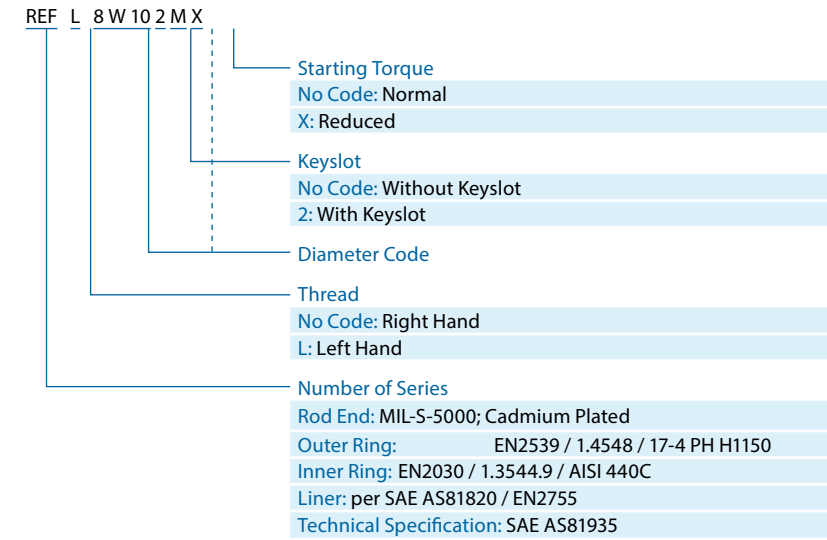 REF L 8 W 10 2 M X
Starting Torque
No Code: Normal
X: Reduced
Keyslot
No Code: Without Keyslot
2: With Keyslot
Diameter Code
Thread
No Code: Right Hand
L: Left Hand
Number of Series
Rod End: MIL-S-5000; Cadmium Plated
Outer Ring: EN2539 / 1.4548 / 17-4 PH H1150
Inner Ring: EN2030 / 1.3544.9 / AISI 440C
Liner: per SAE AS81820 / EN2755
Technical Specification: SAE AS81935